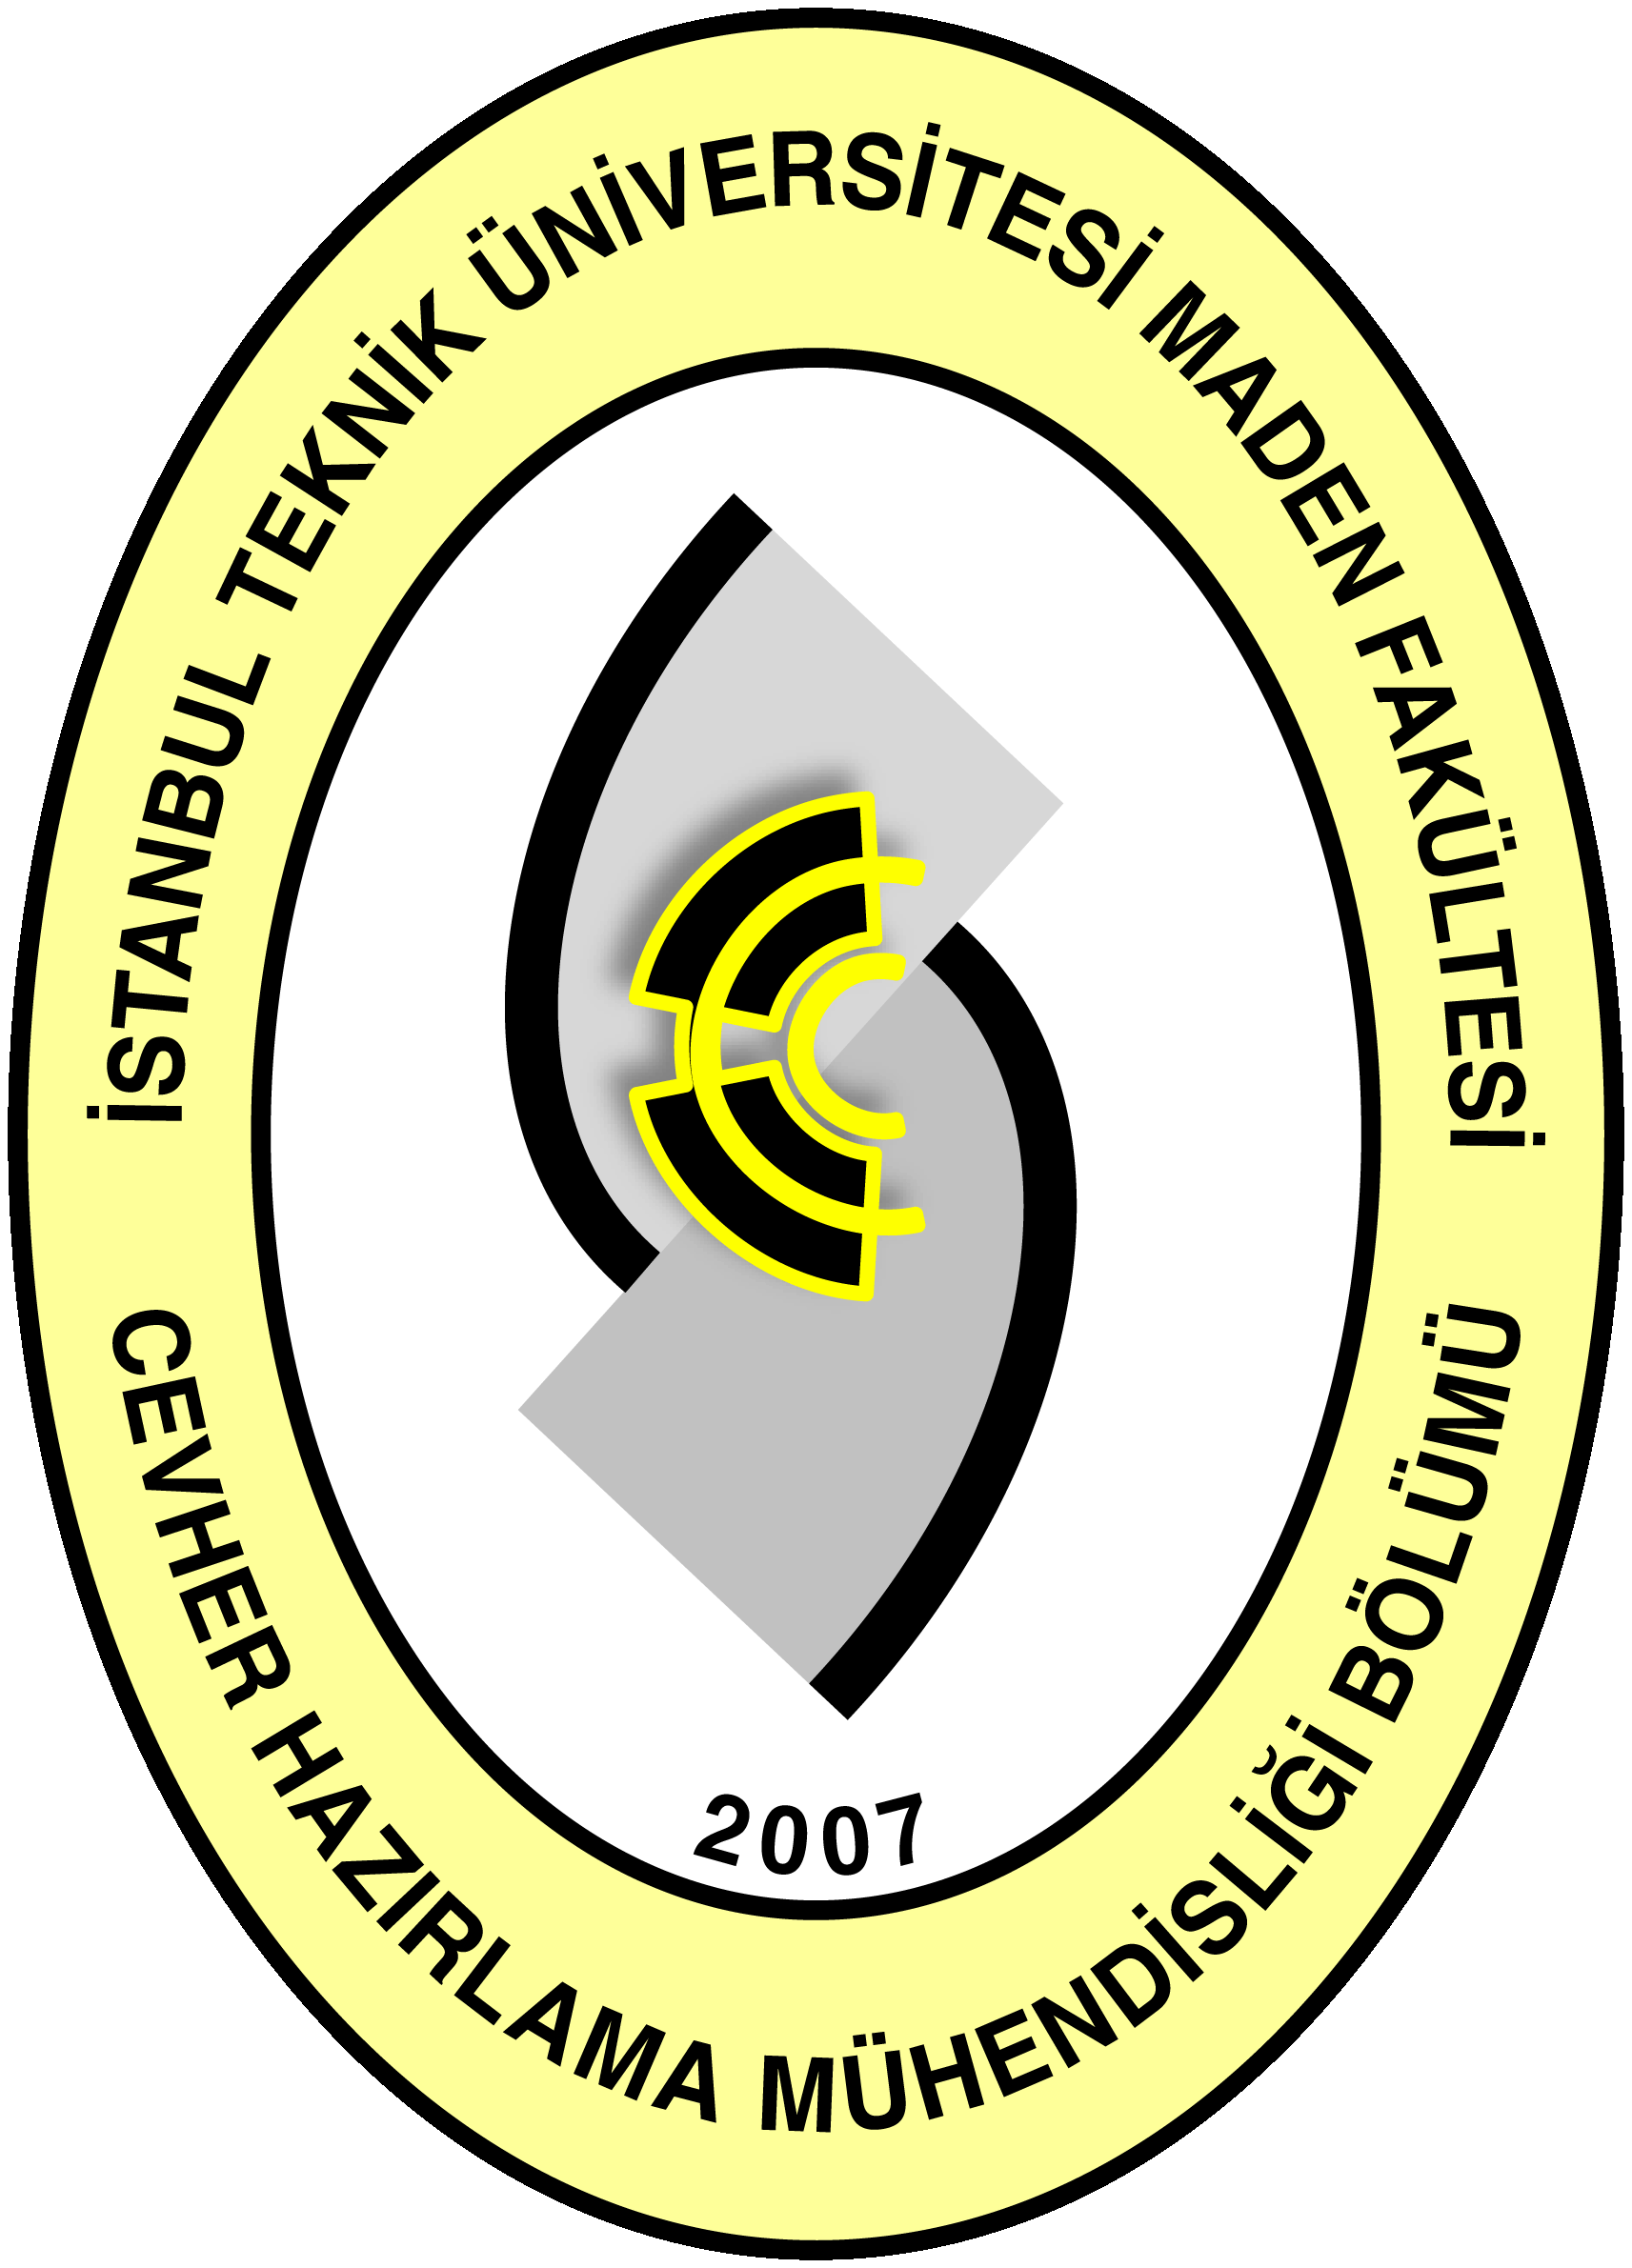 İSTANBUL TEKNİK ÜNİVERSİTESİ MADEN FAKÜLTESİ
CEVHER HAZIRLAMA MÜHENDİSLİĞİ BÖLÜMÜ
2007